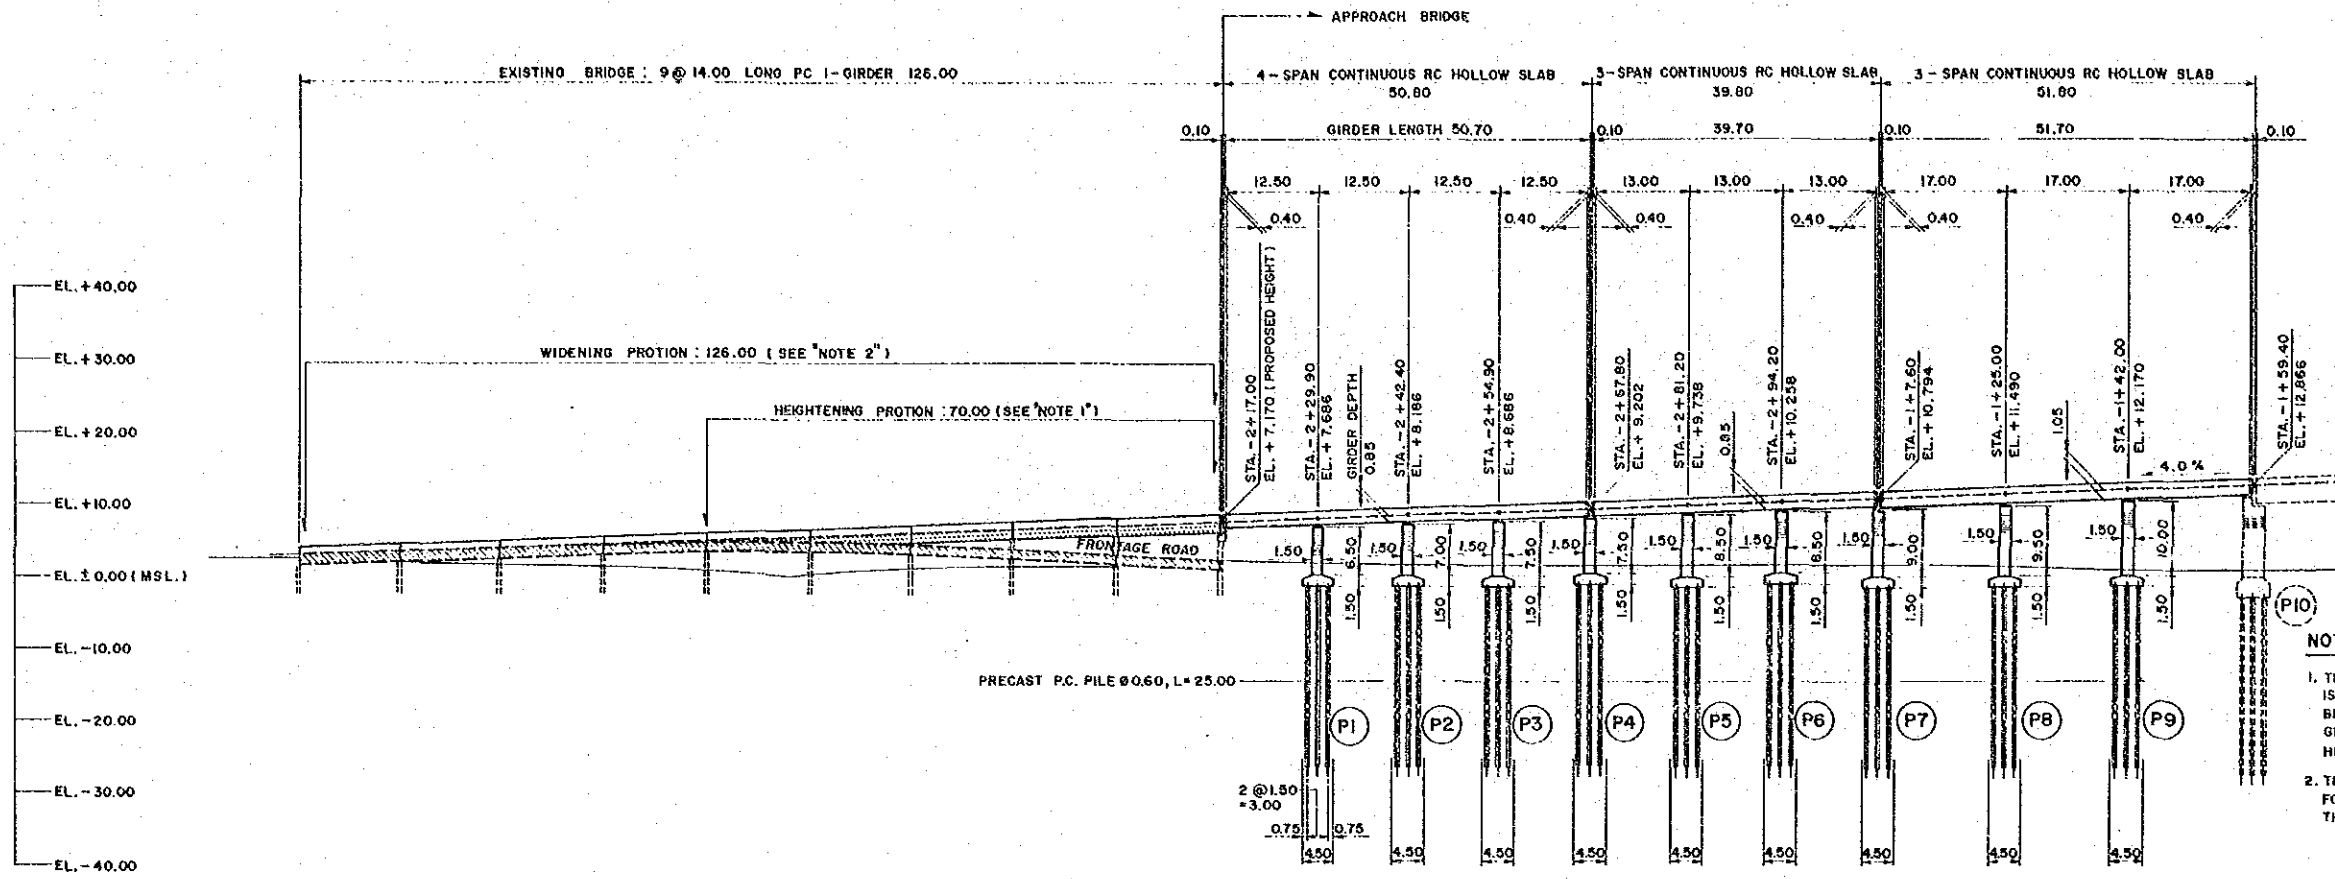 APPROACH BRIDGE
EXISTING BRIDGE : 9@ 14.00 LONG PC I-GIRDER 126.00
4-SPAN CONTINUOUS RC HOLLOW SLAB
3-SPAN CONTINUOUS RC HOLLOW SLAB
3-SPAN CONTINUOUS RC HOLLOW SLAB
50.80
39.80
51.80
0.10
GIRDER LENGTH 50.70
0.10
39.70
0.10
51.70
0.10
12.50
12.50
12.50
12.50
13.00
13.00
13.00
17.00
17.00
17.00
0.40
0.40
0.40
0.40
0.40
0.40
EL.+40.00
EL.+30.00
EL.+20.00
EL.+10.00
EL.±0.00 (MSL.)
EL.-10.00
EL.-20.00
EL.-30.00
EL.-40.00
WIDENING PROTION : 126.00 ( SEE "NOTE 2")
HEIGHTENING PROTION : 70.00 (SEE "NOTE 1")
STA.-2+17.00
EL.+7.170 (PROPOSED HEIGHT)
STA.-2+29.90
EL.+7.686
GIRDER DEPTH
0.85
STA.-2+42.40
EL.+8.186
STA.-2+54.90
EL.+8.686
STA.-2+67.80
EL.+9.202
STA.-2+81.20
EL.+9.738
0.85
STA.-2+94.20
EL.+10.258
STA.-1+7.60
EL.+10.794
STA.-1+25.00
EL.+11.490
1.05
STA.-1+42.00
EL.+12.170
4.0%
STA.-1+59.40
EL.+12.866
FRONTAGE ROAD
1.50
6.50
1.50
7.00
1.50
7.50
1.50
7.50
1.50
8.50
1.50
8.50
1.50
9.00
1.50
9.50
1.50
10.00
1.50
1.50
1.50
1.50
1.50
1.50
1.50
1.50
1.50
PRECAST P.C. PILE Ø0.60, L=25.00
P1
P2
P3
P4
P5
P6
P7
P8
P9
P10
2 @1.50
=3.00
0.75
0.75
4.50
4.50
4.50
4.50
4.50
4.50
4.50
4.50
4.50
1.
IS
2.